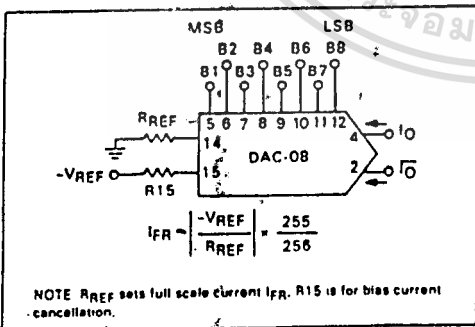 MSB LSB
B2 B4 B6 B8
B1 B3 B5 B7
RREF
5 6 7 8 9 10 11 12
14
4 IO
DAC-08
-VREF 15
2 IO
R15
IFR = | -VREF / RREF | × 255 / 256
NOTE RREF sets full scale current IFR. R15 is for bias current
cancellation.